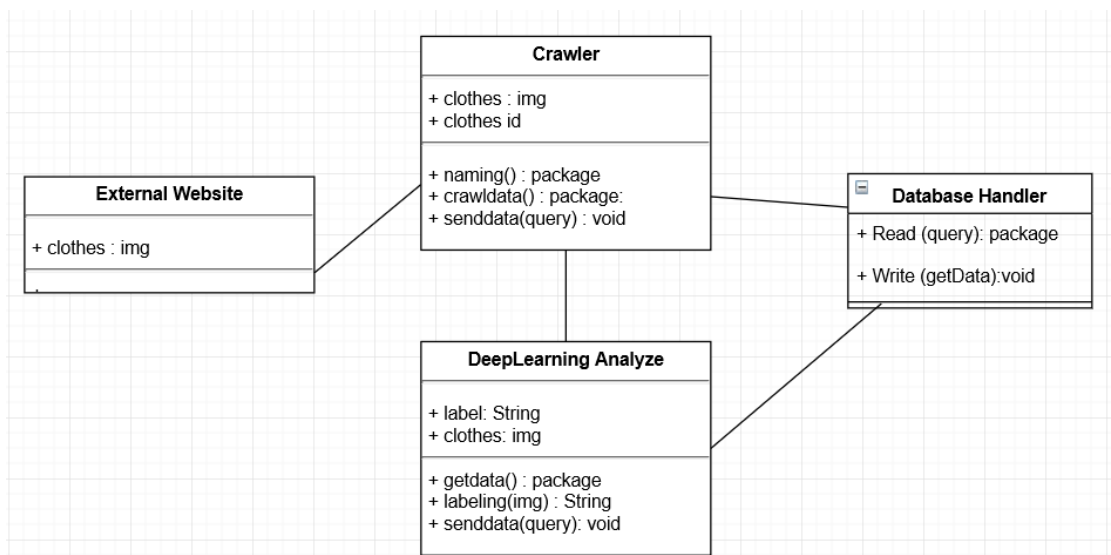 Crawler
+ clothes : img
+ clothes id
+ naming() : package
+ crawldata() : package:
+ senddata(query) : void
External Website
+ clothes : img
.
Database Handler
+ Read (query): package
+ Write (getData):void
DeepLearning Analyze
+ label: String
+ clothes: img
+ getdata() : package
+ labeling(img) : String
+ senddata(query): void